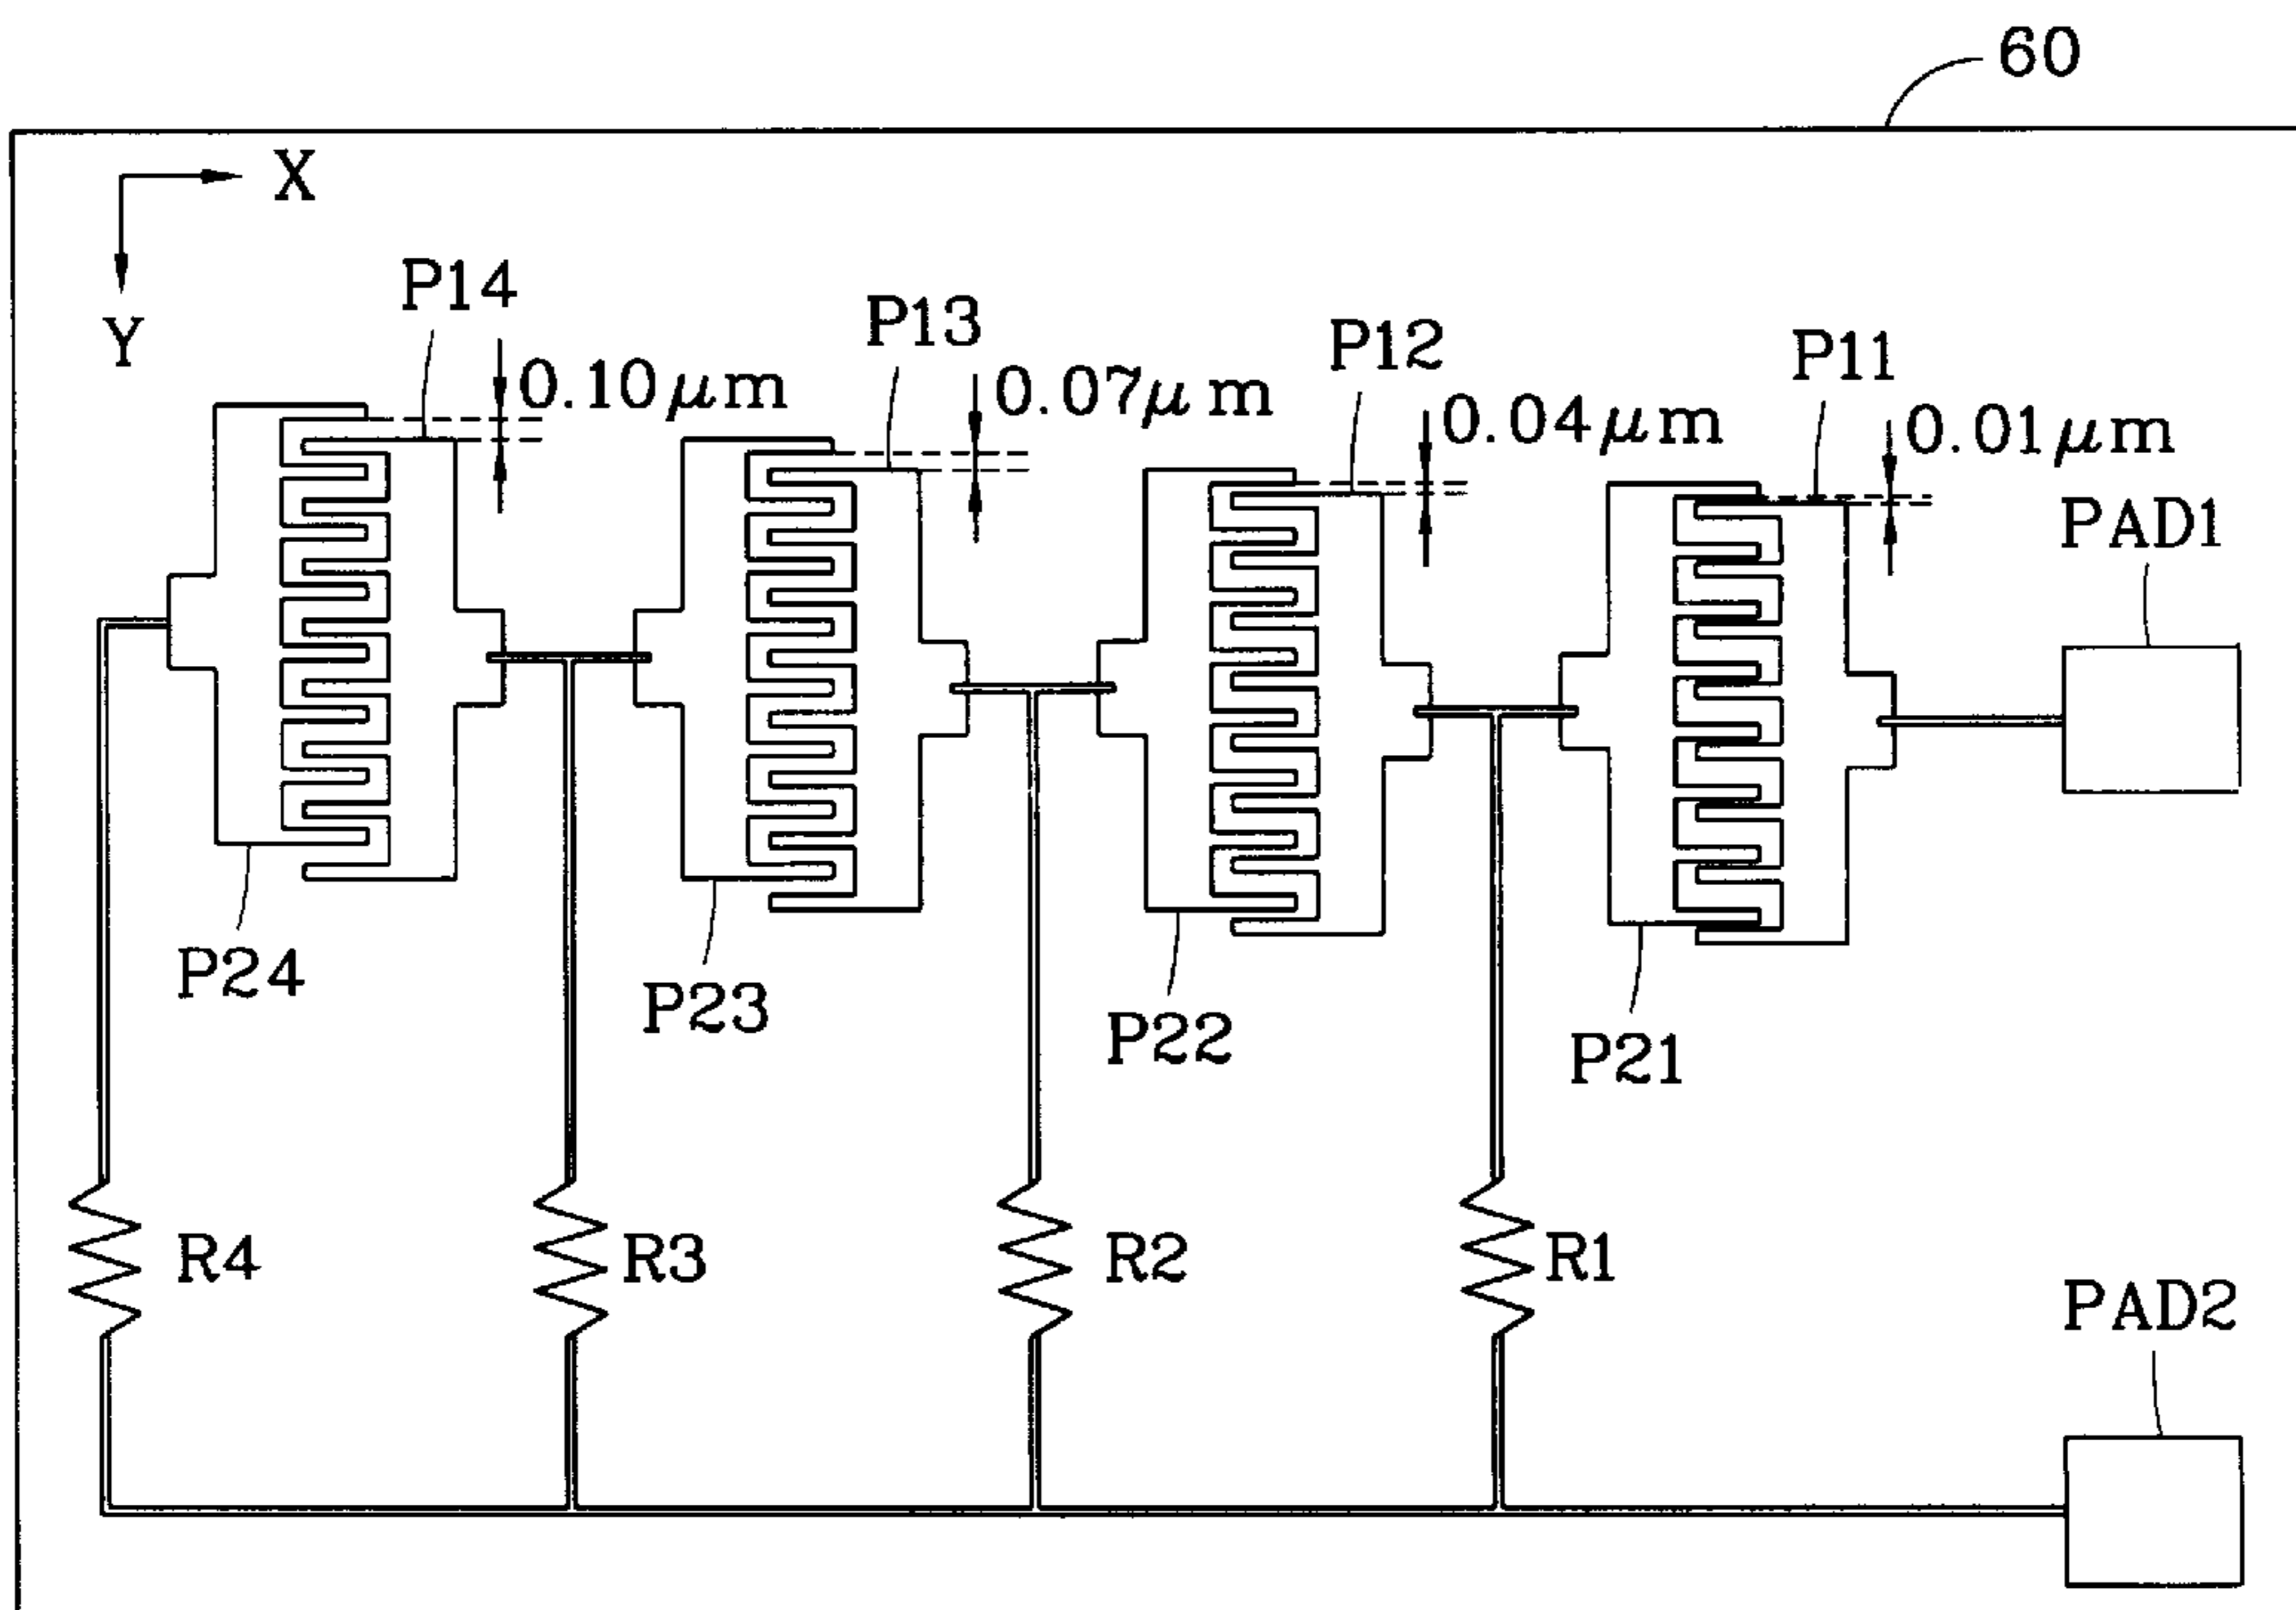 60
X
Y
P14
0.10μm
P13
0.07μm
P12
0.04μm
P11
0.01μm
PAD1
P24
P23
P22
P21
R4
R3
R2
R1
PAD2